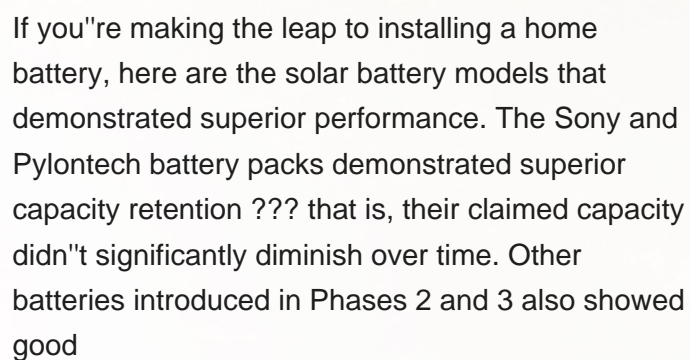 If you"re making the leap to installing a home
battery, here are the solar battery models that
demonstrated superior performance. The Sony and
Pylontech battery packs demonstrated superior
capacity retention ??? that is, their claimed capacity
didn"t significantly diminish over time. Other
batteries introduced in Phases 2 and 3 also showed
good